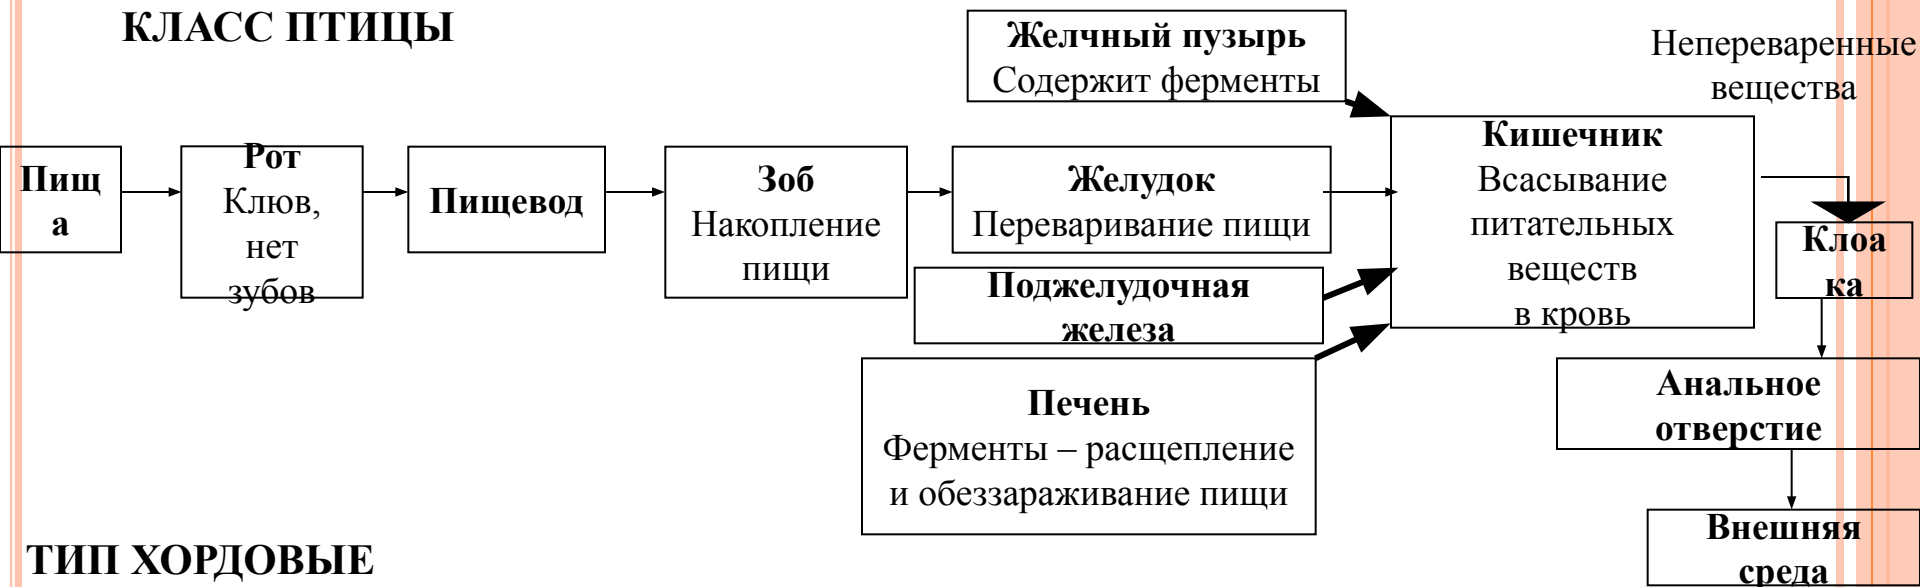 КЛАСС ПТИЦЫ
Желчный пузырь
Содержит ферменты
Непереваренные
вещества
Пищ
а
Рот
Клюв,
нет
зубов
Пищевод
Зоб
Накопление
пищи
Желудок
Переваривание пищи
Кишечник
Всасывание
питательных
веществ
в кровь
Поджелудочная
железа
Печень
Ферменты – расщепление
и обеззараживание пищи
Клоа
ка
Анальное
отверстие
Внешняя
среда
ТИП ХОРДОВЫЕ